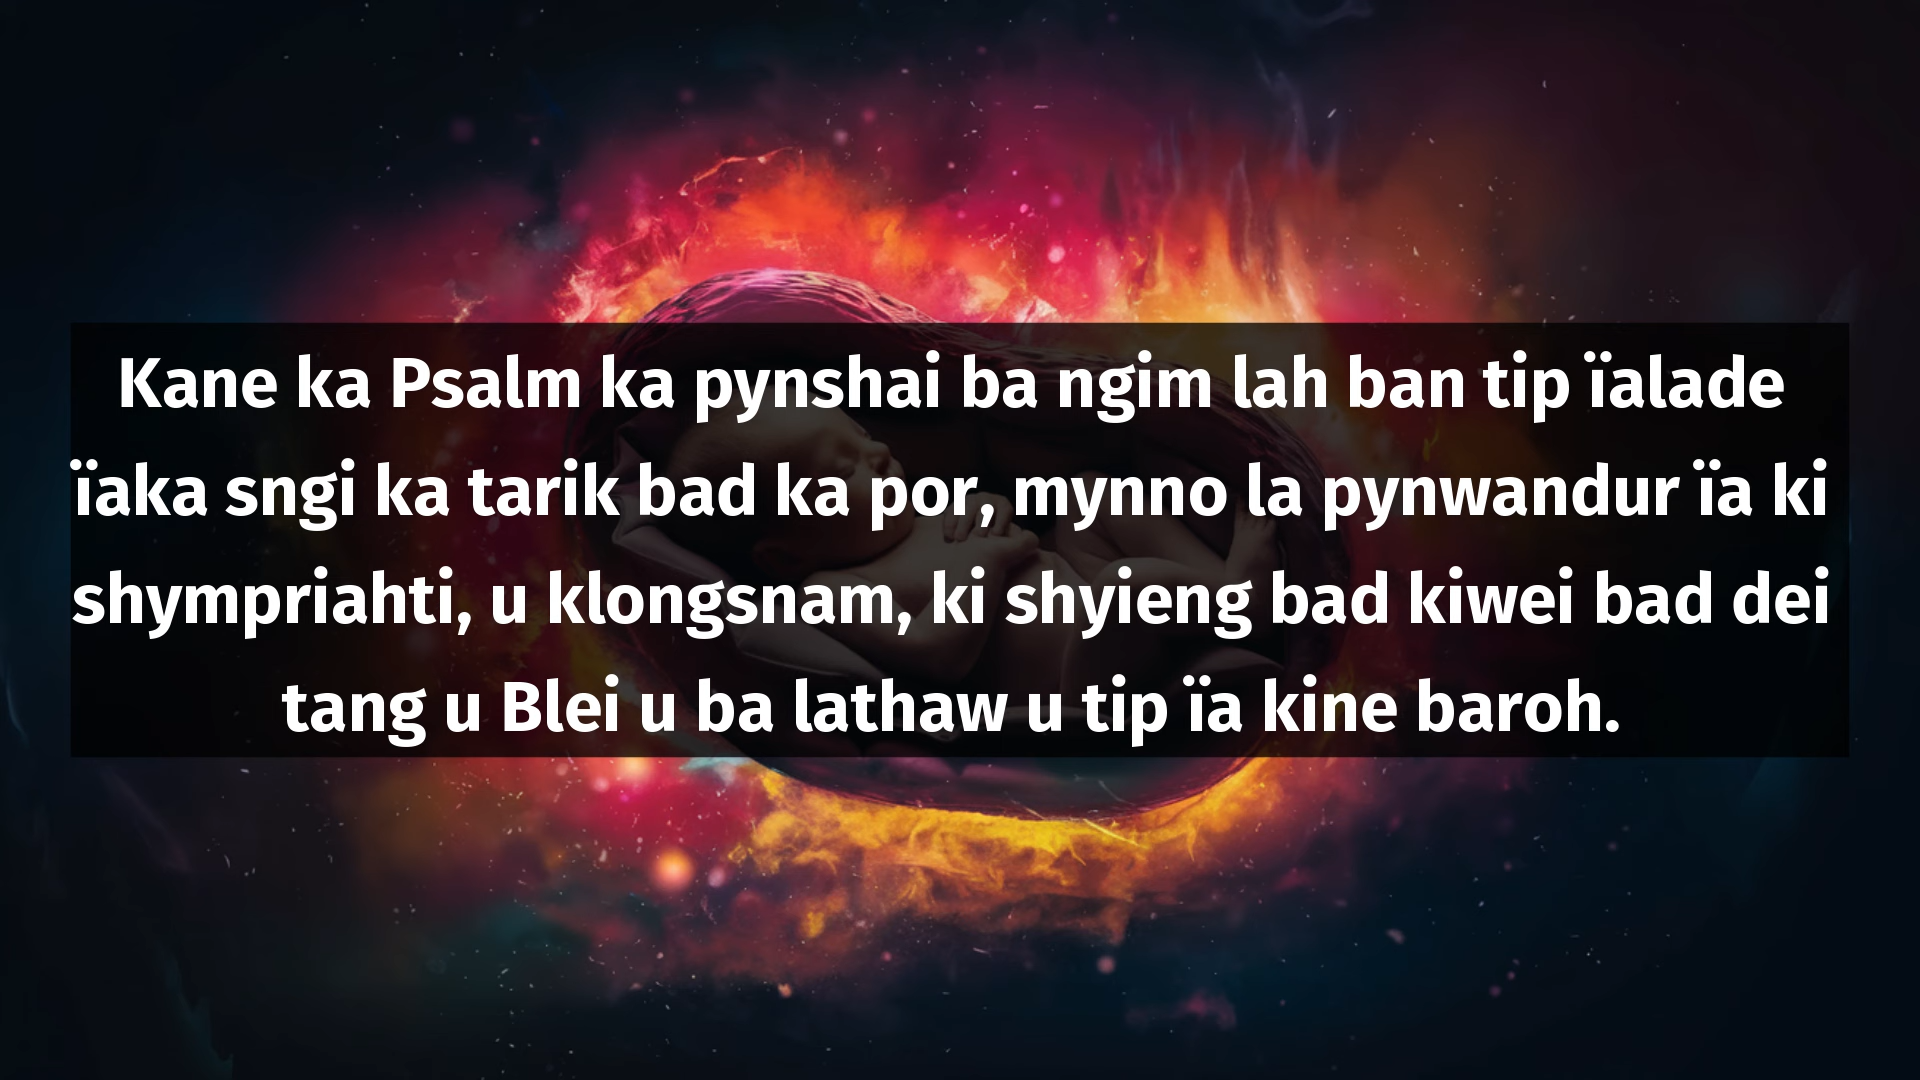 Kane ka Psalm ka pynshai ba ngim lah ban tip ïalade
ïaka sngi ka tarik bad ka por, mynno la pynwandur ïa ki
shympriahti, u klongsnam, ki shyieng bad kiwei bad dei
tang u Blei u ba lathaw u tip ïa kine baroh.